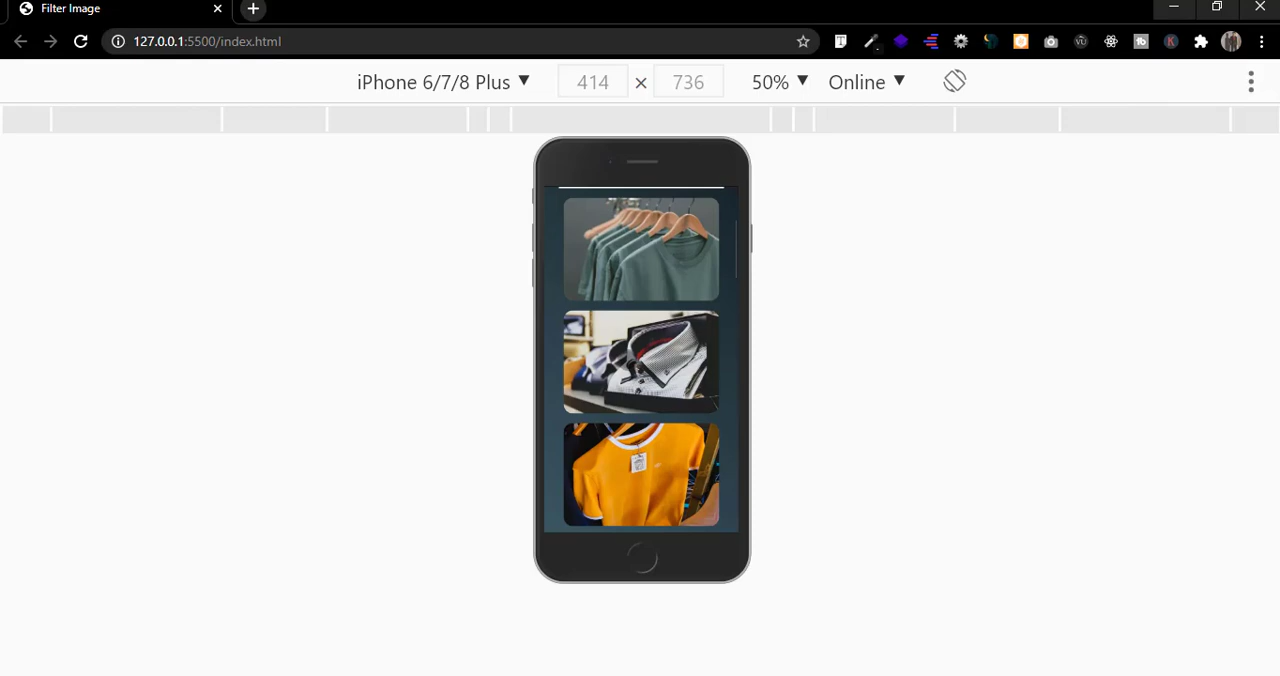 Filter Image
127.0.0.1:5500/index.html
iPhone 6/7/8 Plus 414 × 736 50% Online